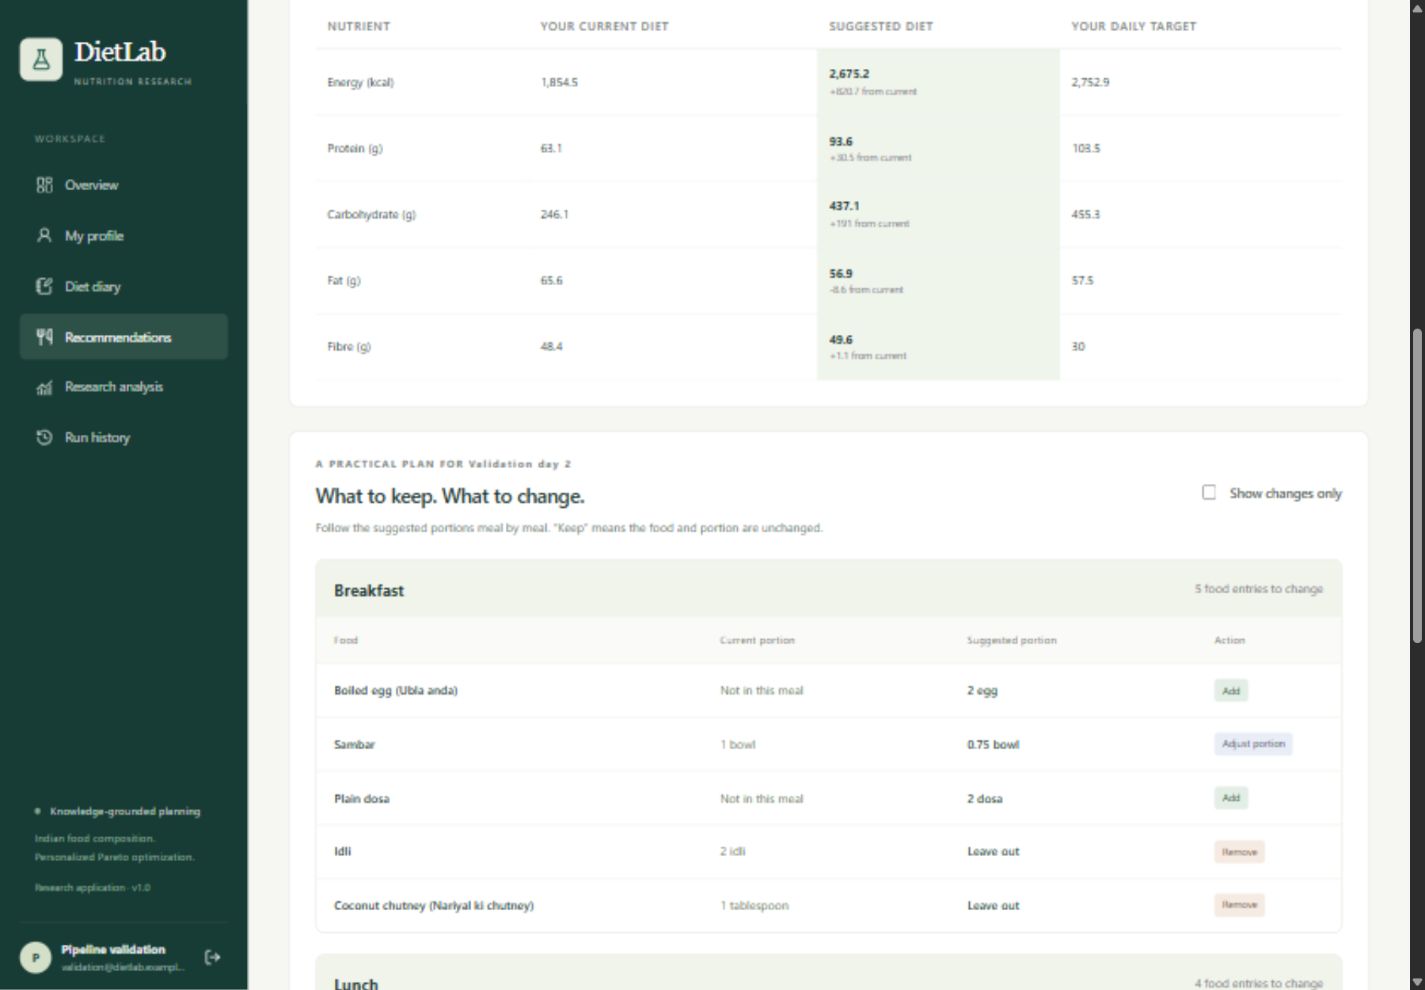 DietLab
NUTRITION RESEARCH
WORKSPACE
Overview
My profile
Diet diary
Recommendations
Research analysis
Run history
Knowledge-grounded planning
Indian food composition.
Personalized Pareto optimization.
Research application · v1.0
P
Pipeline validation
validation@dietlab.exampl...
NUTRIENT YOUR CURRENT DIET SUGGESTED DIET YOUR DAILY TARGET
Energy (kcal) 1,854.5 2,675.2 2,752.9
+820.7 from current
Protein (g) 63.1 93.6 103.5
+30.5 from current
Carbohydrate (g) 246.1 437.1 455.3
+191 from current
Fat (g) 65.6 56.9 57.5
-8.6 from current
Fibre (g) 48.4 49.6 30
+1.1 from current
A PRACTICAL PLAN FOR Validation day 2
What to keep. What to change.
Show changes only
Follow the suggested portions meal by meal. "Keep" means the food and portion are unchanged.
Breakfast 5 food entries to change
Food Current portion Suggested portion Action
Boiled egg (Ubla anda) Not in this meal 2 egg Add
Sambar 1 bowl 0.75 bowl Adjust portion
Plain dosa Not in this meal 2 dosa Add
Idli 2 idli Leave out Remove
Coconut chutney (Nariyal ki chutney) 1 tablespoon Leave out Remove
Lunch 4 food entries to change